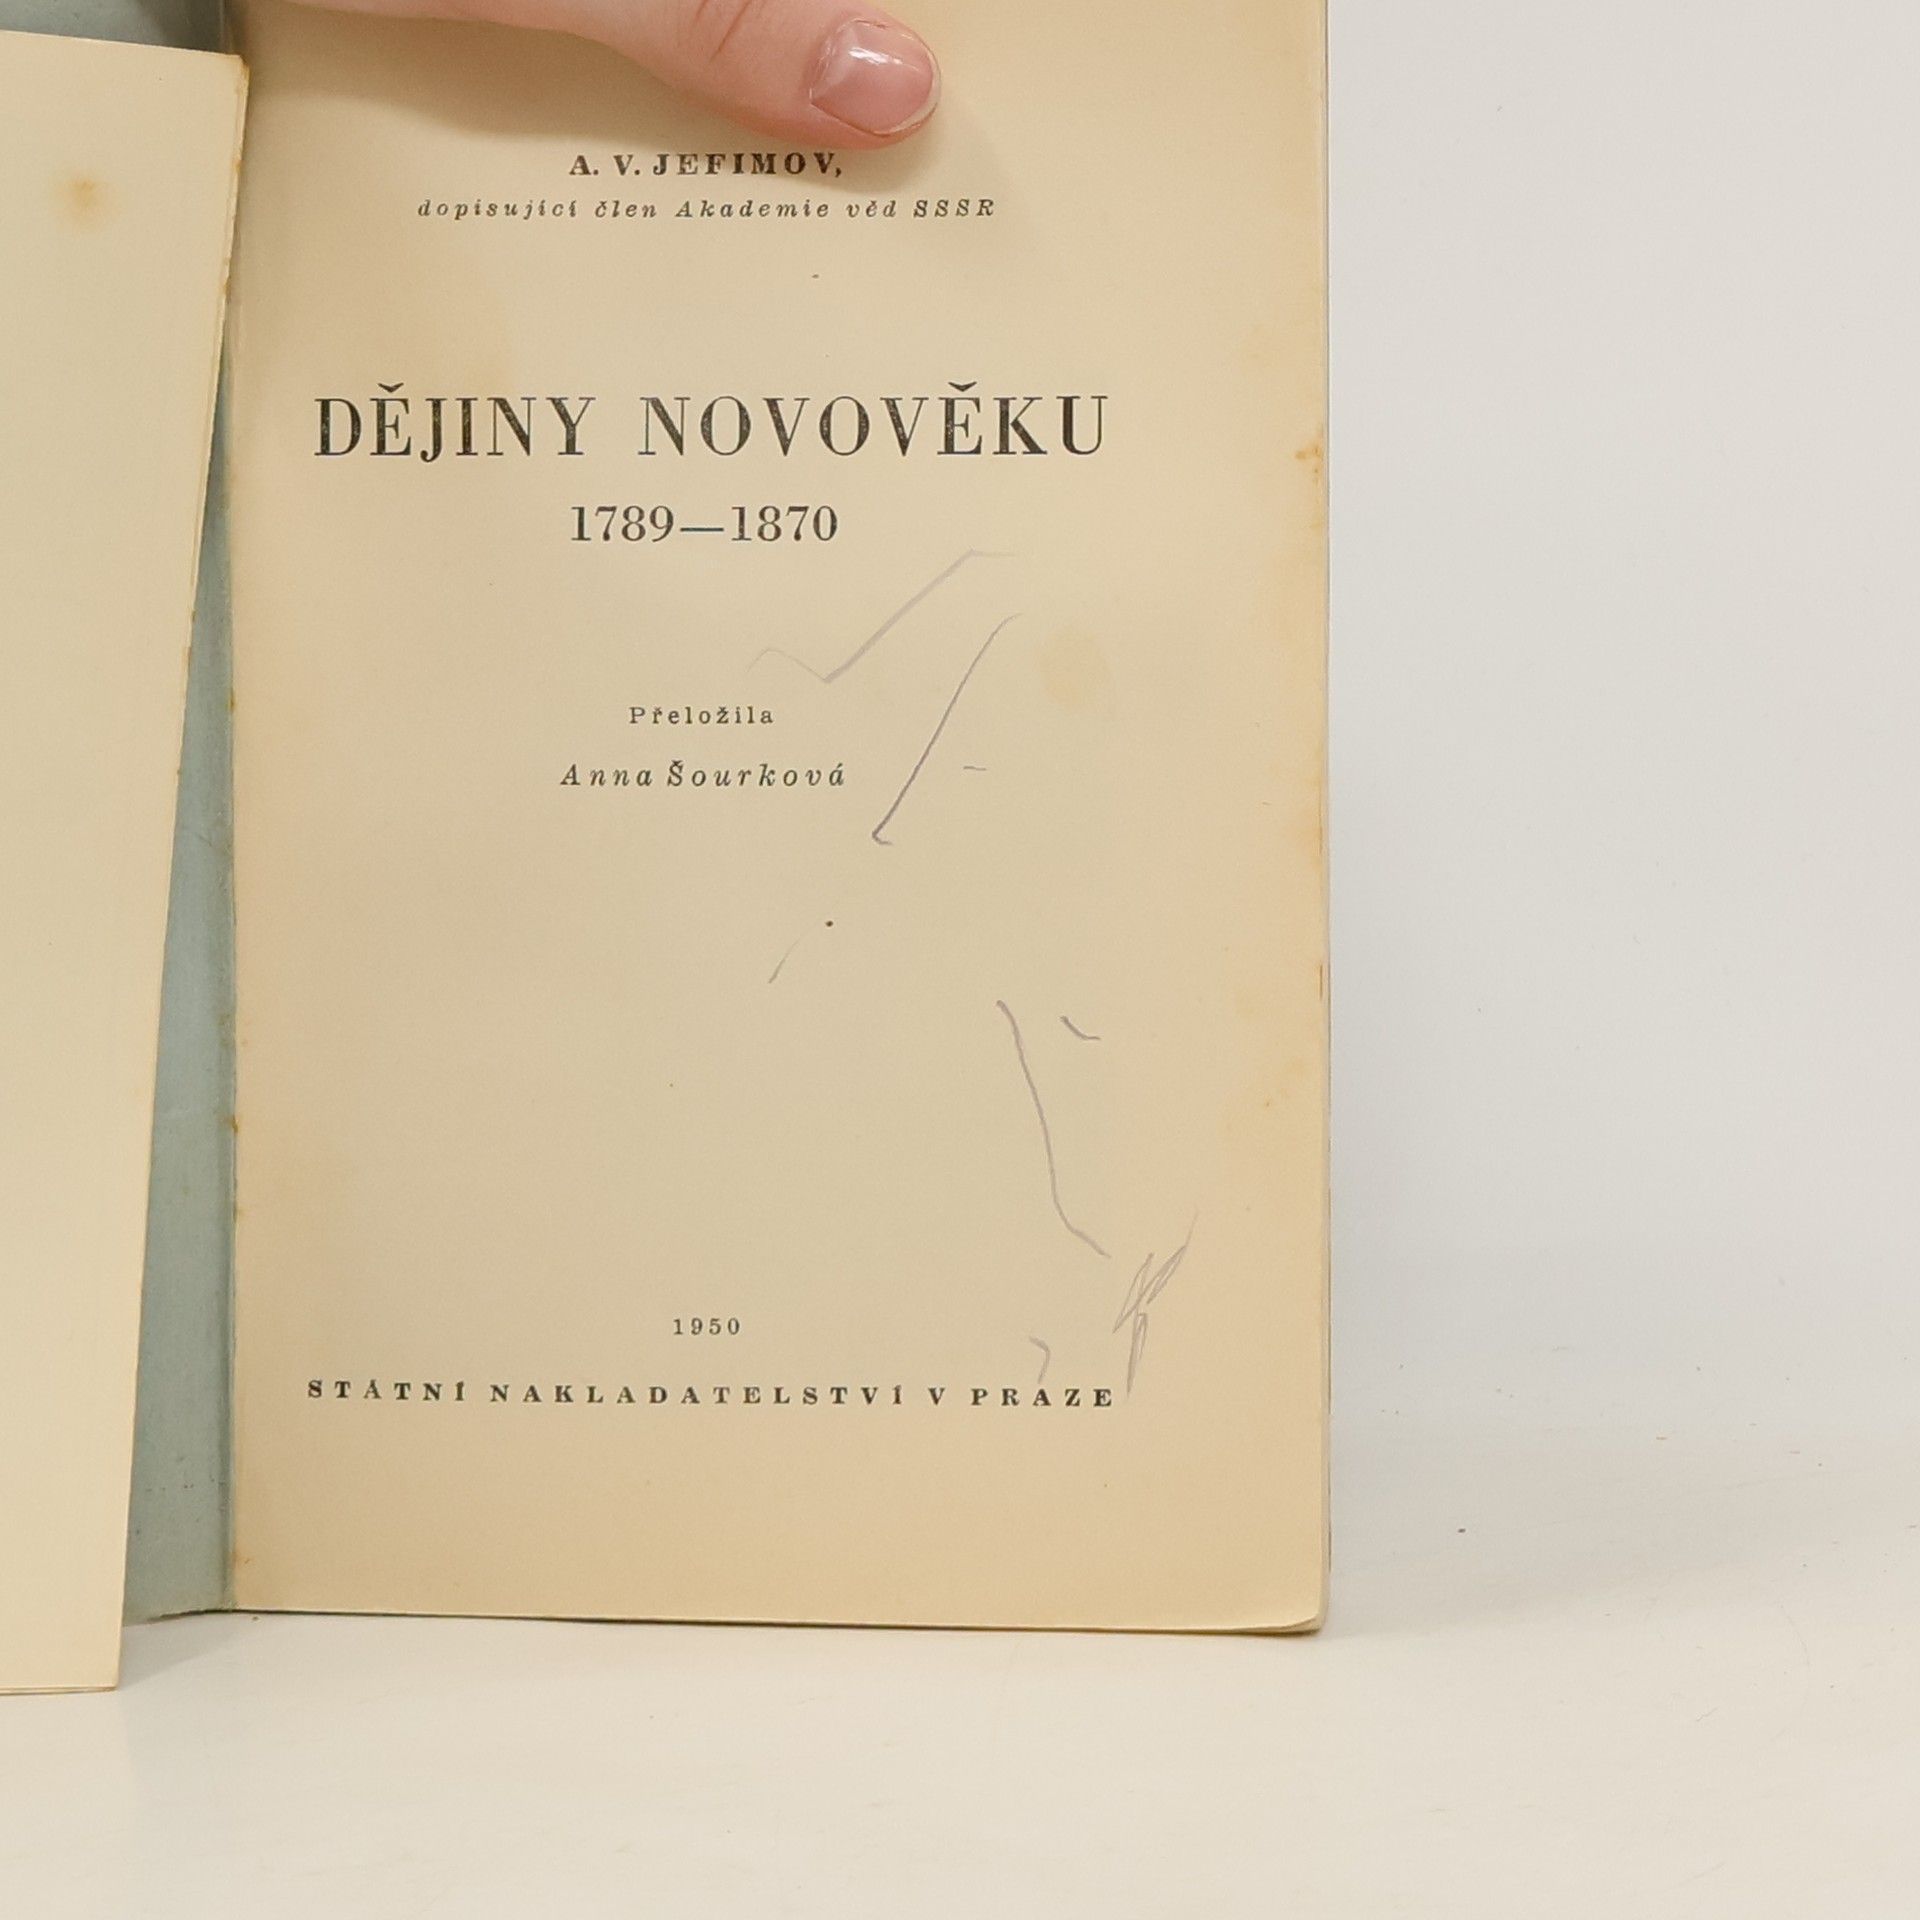 A. V. JEFIMOV,
dopisující člen Akademie věd SSSR
DĚJINY NOVOVĚKU
1789—1870
Přeložila
Anna Šourková
1950
STÁTNÍ NAKLADATELSTVÍ V PRAZE